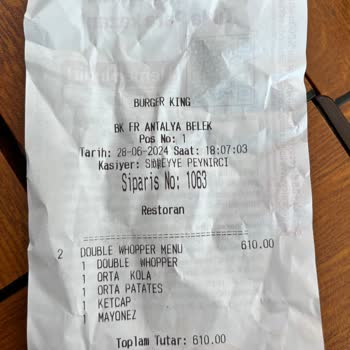 BURGER KING
BK FR ANTALYA BELEK
Pos No: 1
Tarih: 28-06-2024 Saat: 18:07:03
Kasiyer: SIDREYYE PEYNIRCI
Siparis No: 1063
Restoran
2 DOUBLE WHOPPER MENU 610.00
1 DOUBLE WHOPPER
1 ORTA KOLA
1 ORTA PATATES
1 KETCAP
1 MAYONEZ
Toplam Tutar: 610.00